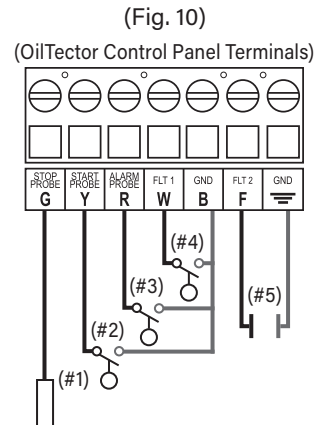 (Fig. 10)
(OilTector Control Panel Terminals)
STOP PROBE START PROBE ALARM PROBE FLT 1 GND FLT 2 GND
G Y R W B F
(#4)
(#3)
(#5)
(#2)
(#1)